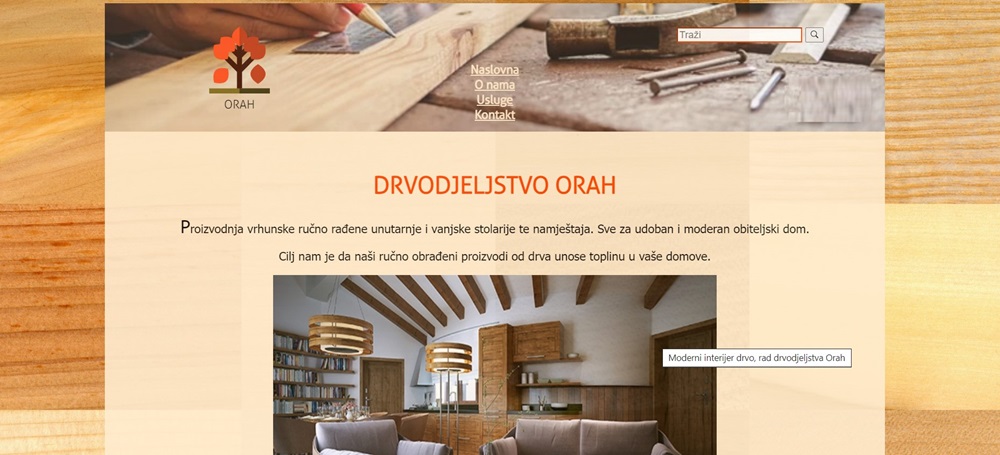 Traži
ORAH
Naslovna
O nama
Usluge
Kontakt
DRVODJELJSTVO ORAH
Proizvodnja vrhunske ručno rađene unutarnje i vanjske stolarije te namještaja. Sve za udoban i moderan obiteljski dom.
Cilj nam je da naši ručno obrađeni proizvodi od drva unose toplinu u vaše domove.
Moderni interijer drvo, rad drvodjeljstva Orah